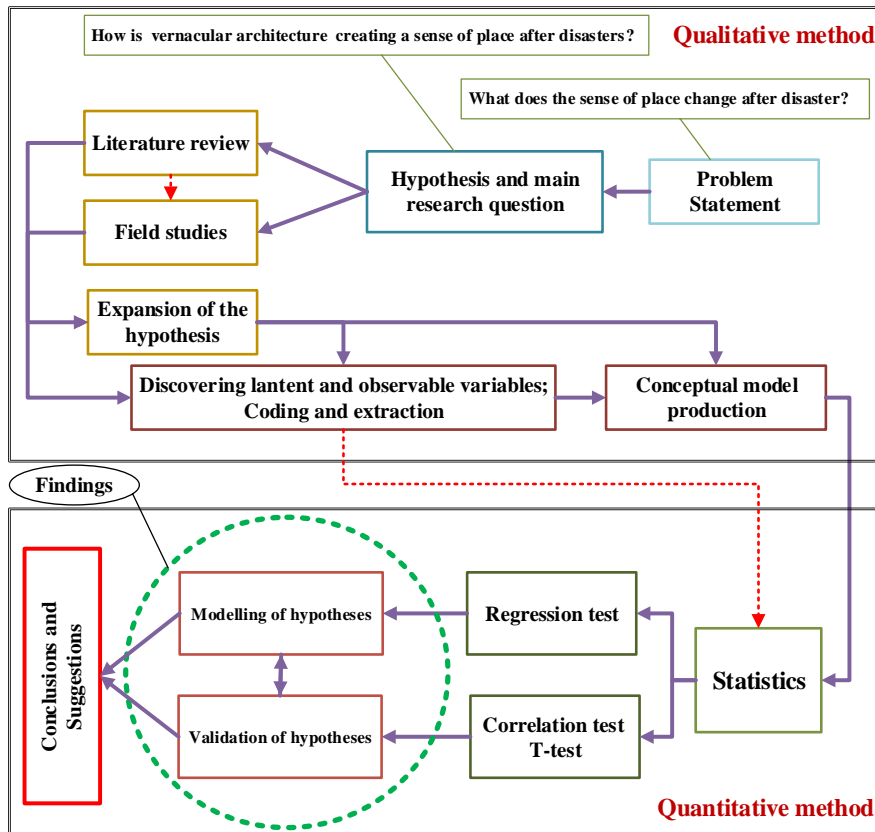 How is vernacular architecture creating a sense of place after disasters?
Qualitative method
What does the sense of place change after disaster?
Literature review
Hypothesis and main
research question
Problem
Statement
Field studies
Expansion of the
hypothesis
Discovering lantent and observable variables;
Coding and extraction
Conceptual model
production
Findings
Conclusions and
Suggestions
Modelling of hypotheses
Regression test
Statistics
Validation of hypotheses
Correlation test
T-test
Quantitative method